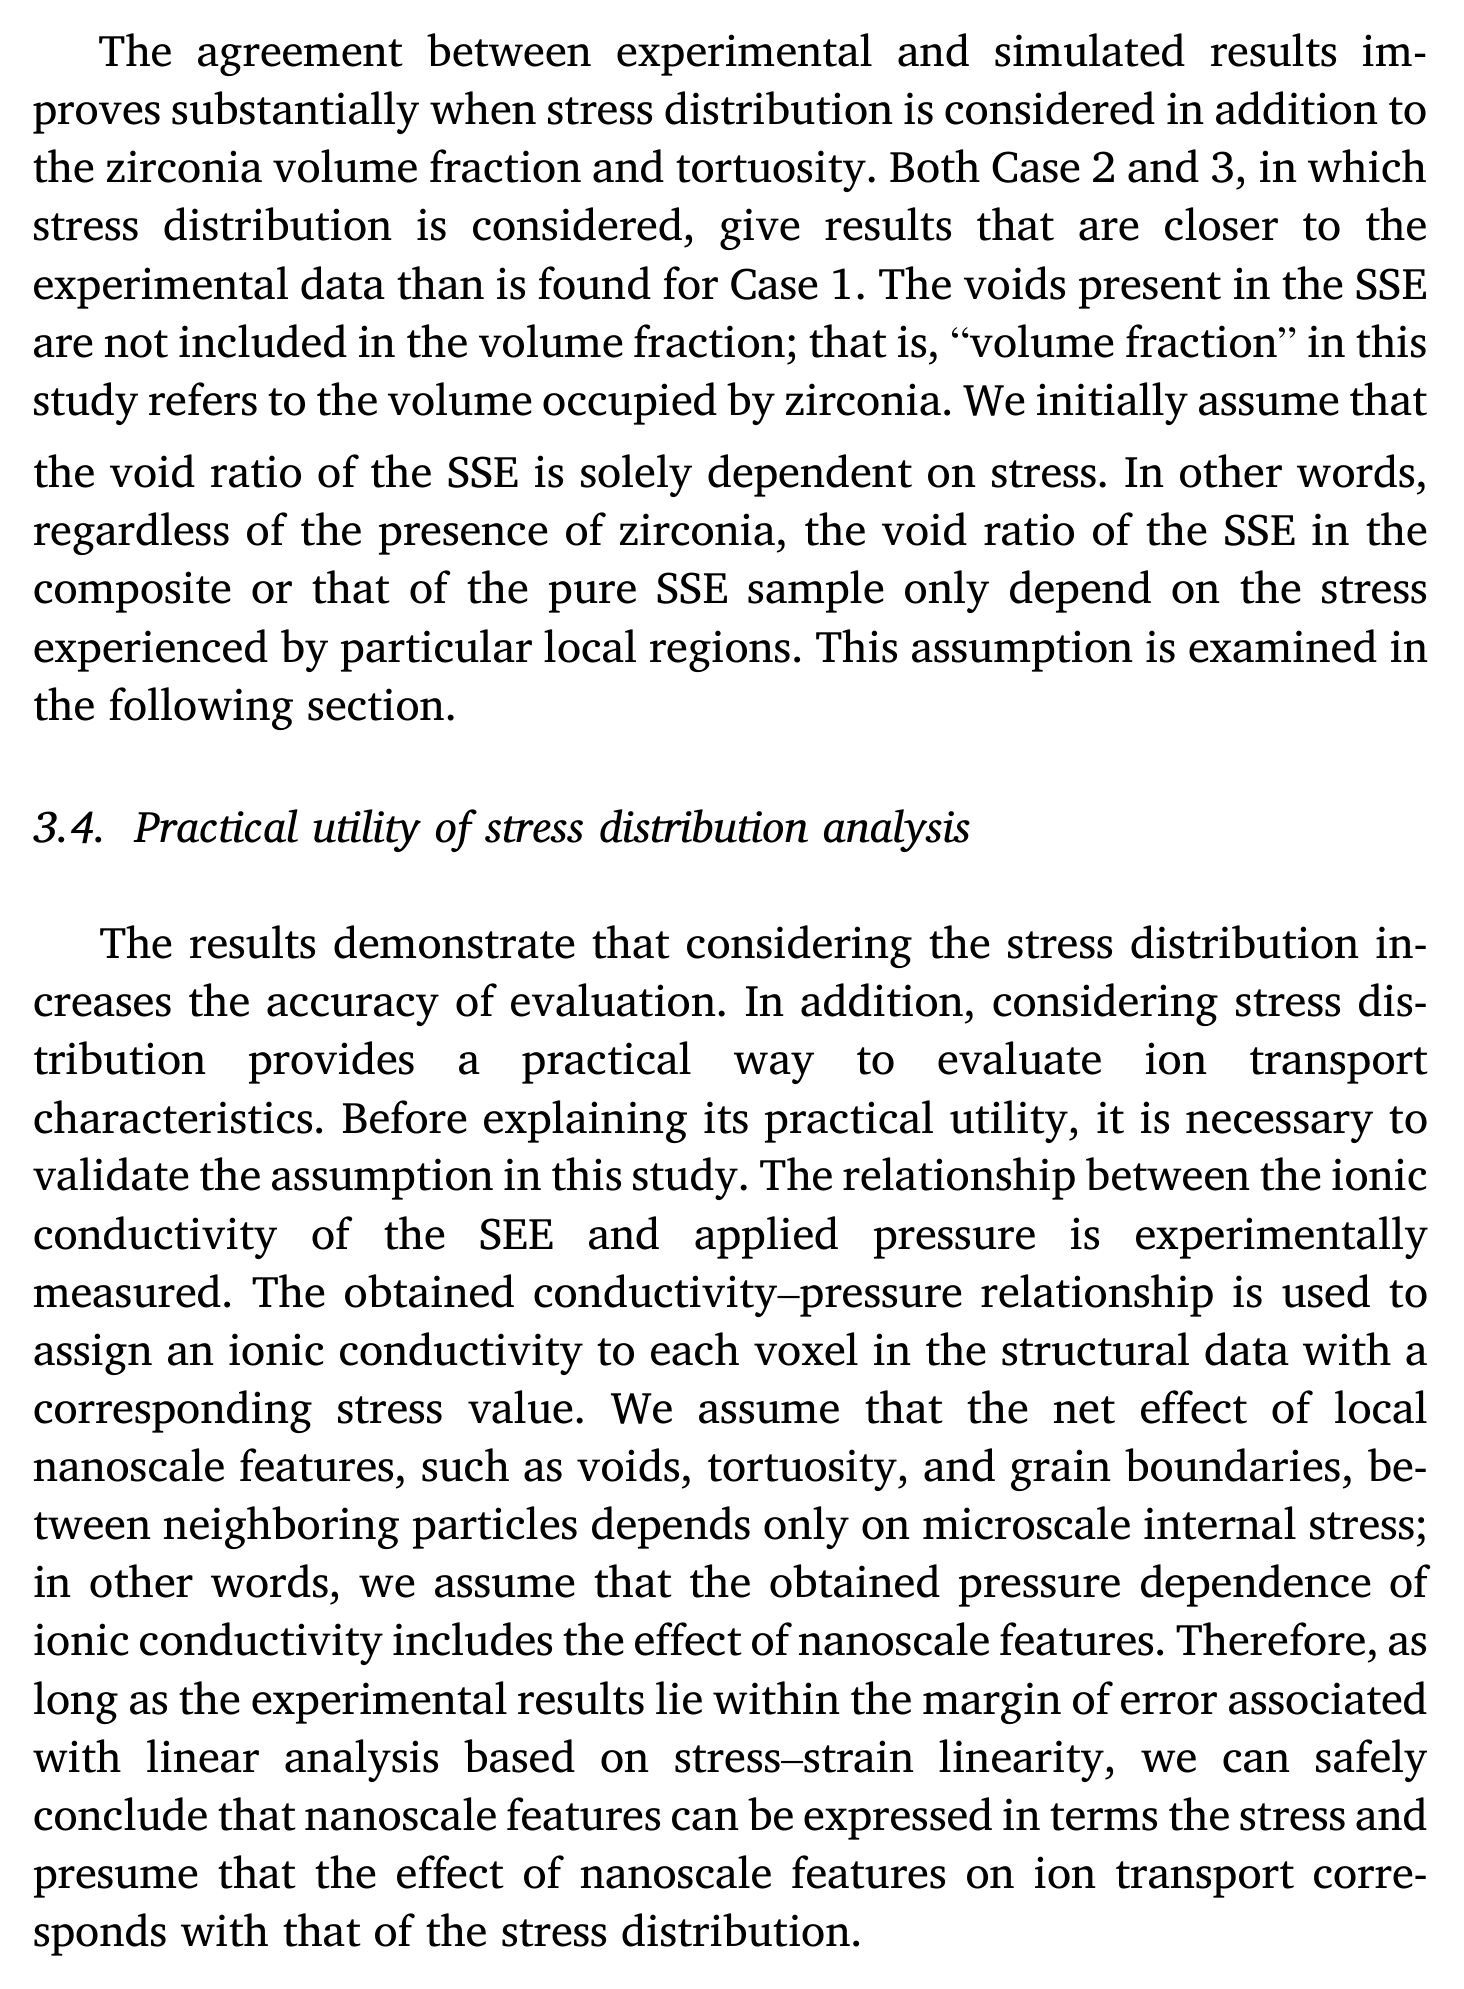 The agreement between experimental and simulated results im-
proves substantially when stress distribution is considered in addition to
the zirconia volume fraction and tortuosity. Both Case 2 and 3, in which
stress distribution is considered, give results that are closer to the
experimental data than is found for Case 1. The voids present in the SSE
are not included in the volume fraction; that is, “volume fraction” in this
study refers to the volume occupied by zirconia. We initially assume that
the void ratio of the SSE is solely dependent on stress. In other words,
regardless of the presence of zirconia, the void ratio of the SSE in the
composite or that of the pure SSE sample only depend on the stress
experienced by particular local regions. This assumption is examined in
the following section.
3.4. Practical utility of stress distribution analysis
The results demonstrate that considering the stress distribution in-
creases the accuracy of evaluation. In addition, considering stress dis-
tribution provides a practical way to evaluate ion transport
characteristics. Before explaining its practical utility, it is necessary to
validate the assumption in this study. The relationship between the ionic
conductivity of the SEE and applied pressure is experimentally
measured. The obtained conductivity–pressure relationship is used to
assign an ionic conductivity to each voxel in the structural data with a
corresponding stress value. We assume that the net effect of local
nanoscale features, such as voids, tortuosity, and grain boundaries, be-
tween neighboring particles depends only on microscale internal stress;
in other words, we assume that the obtained pressure dependence of
ionic conductivity includes the effect of nanoscale features. Therefore, as
long as the experimental results lie within the margin of error associated
with linear analysis based on stress–strain linearity, we can safely
conclude that nanoscale features can be expressed in terms the stress and
presume that the effect of nanoscale features on ion transport corre-
sponds with that of the stress distribution.